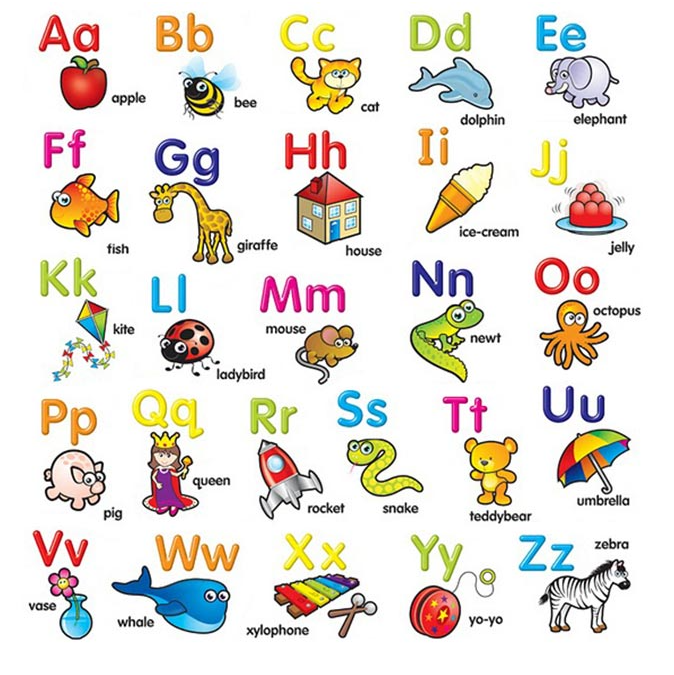 Aa
apple
Bb
bee
Cc
cat
Dd
dolphin
Ee
elephant
Ff
fish
Gg
giraffe
Hh
house
Ii
ice-cream
Jj
jelly
Kk
kite
Ll
ladybird
Mm
mouse
Nn
newt
Oo
octopus
Pp
pig
Qq
queen
Rr
rocket
Ss
snake
Tt
teddybear
Uu
umbrella
Vv
vase
Ww
whale
Xx
xylophone
Yy
yo-yo
Zz
zebra